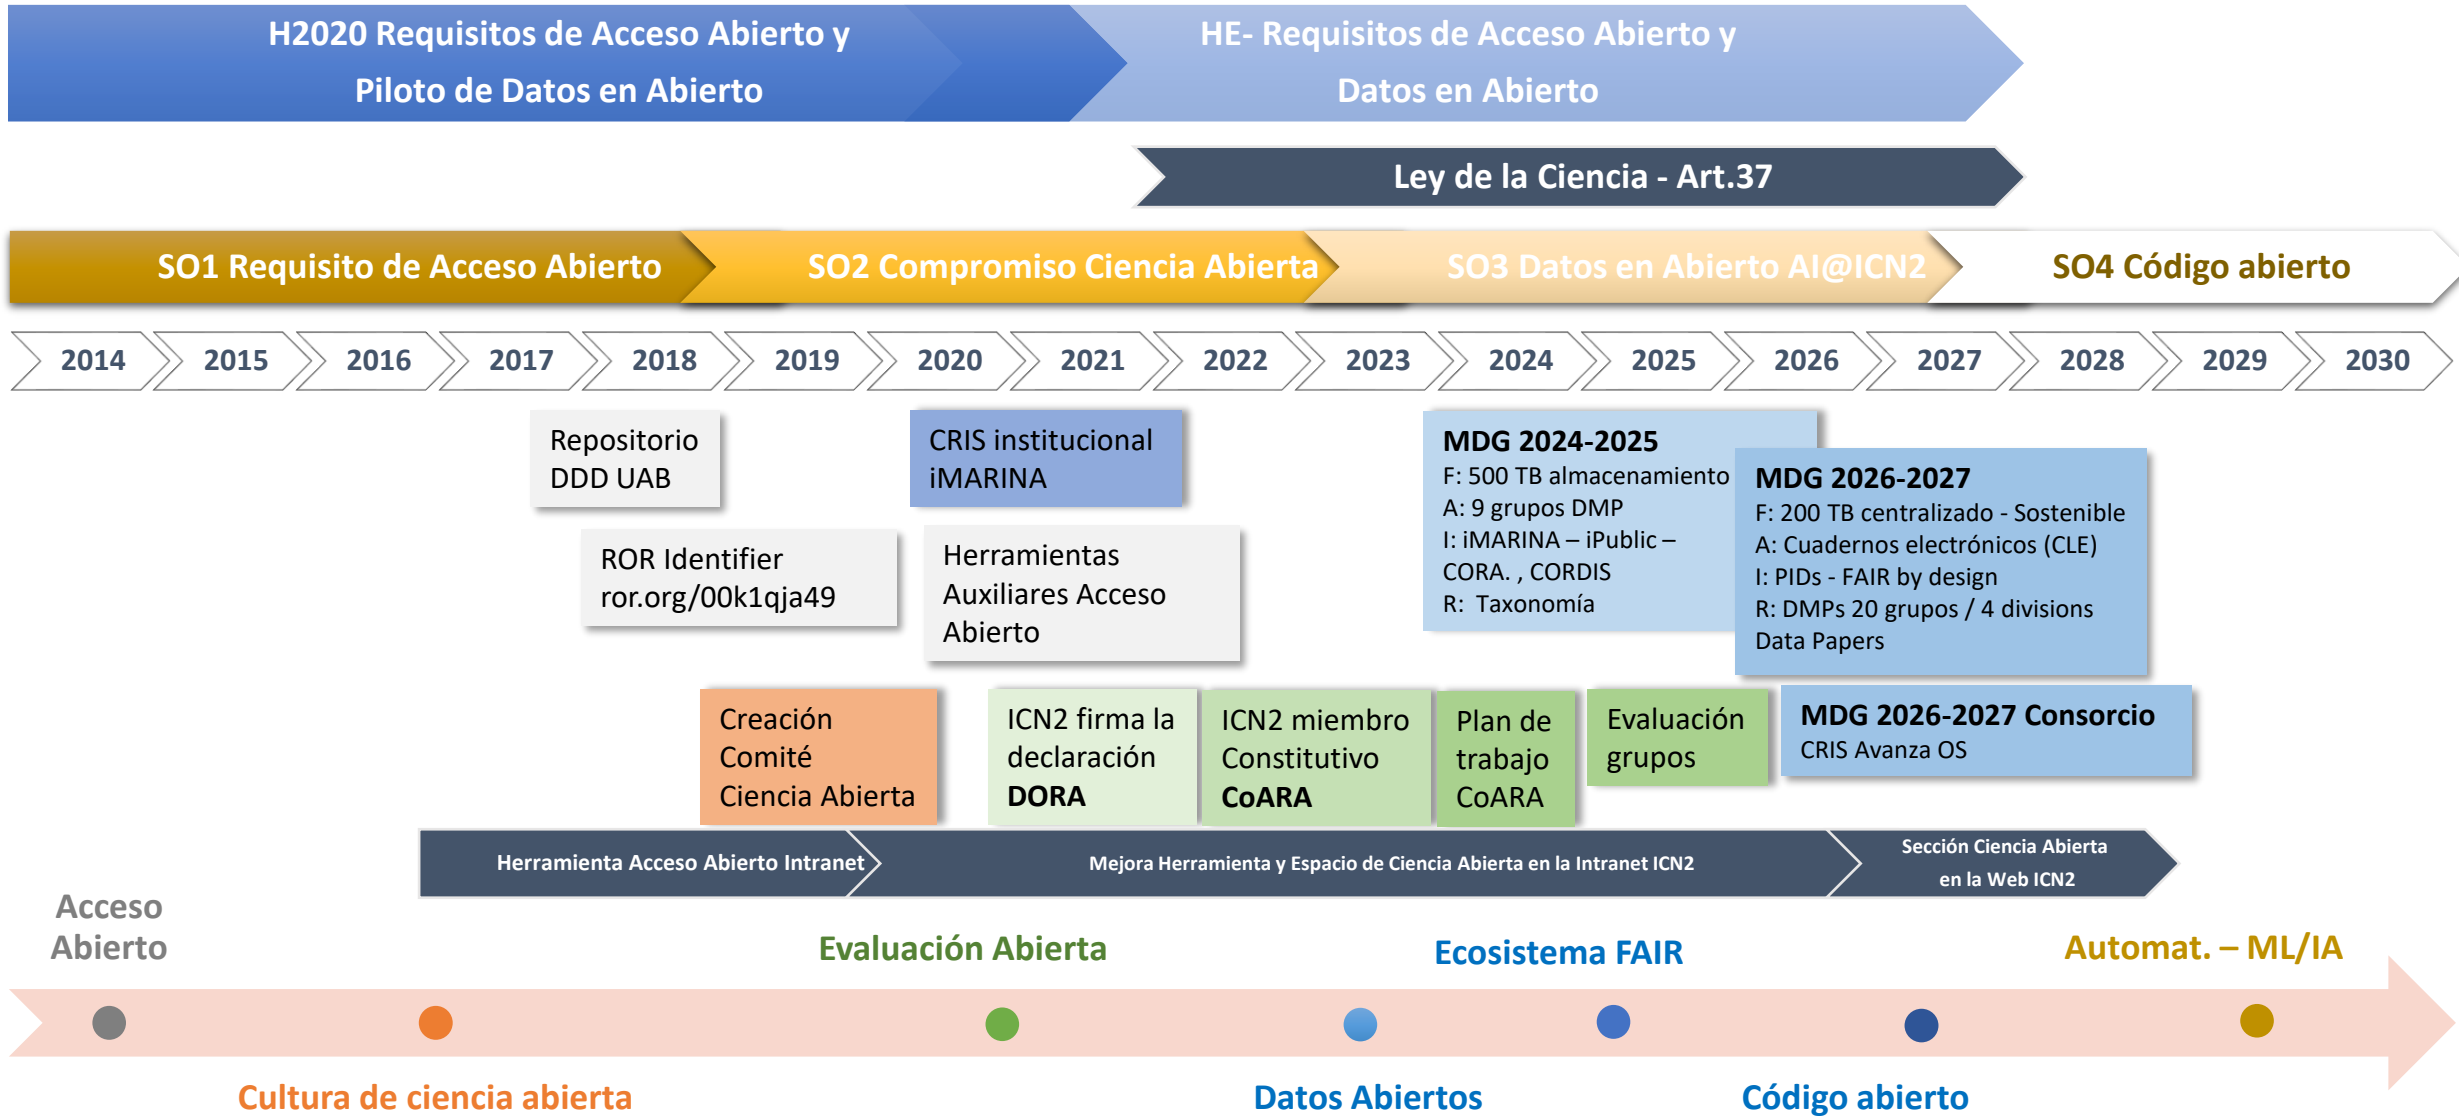 H2020 Requisitos de Acceso Abierto y
Piloto de Datos en Abierto
HE- Requisitos de Acceso Abierto y
Datos en Abierto
Ley de la Ciencia - Art.37
SO1 Requisito de Acceso Abierto
SO2 Compromiso Ciencia Abierta
SO3 Datos en Abierto AI@ICN2
SO4 Código abierto
2014
2015
2016
2017
2018
2019
2020
2021
2022
2023
2024
2025
2026
2027
2028
2029
2030
Repositorio
DDD UAB
CRIS institucional
iMARINA
MDG 2024-2025
F: 500 TB almacenamiento
A: 9 grupos DMP
I: iMARINA – iPublic –
CORA. , CORDIS
R: Taxonomía
MDG 2026-2027
F: 200 TB centralizado - Sostenible
A: Cuadernos electrónicos (CLE)
I: PIDs - FAIR by design
R: DMPs 20 grupos / 4 divisions
Data Papers
ROR Identifier
ror.org/00k1qja49
Herramientas
Auxiliares Acceso
Abierto
Creación
Comité
Ciencia Abierta
ICN2 firma la
declaración
DORA
ICN2 miembro
Constitutivo
CoARA
Plan de
trabajo
CoARA
Evaluación
grupos
MDG 2026-2027 Consorcio
CRIS Avanza OS
Herramienta Acceso Abierto Intranet
Mejora Herramienta y Espacio de Ciencia Abierta en la Intranet ICN2
Sección Ciencia Abierta
en la Web ICN2
Acceso
Abierto
Evaluación Abierta
Ecosistema FAIR
Automat. – ML/IA
Cultura de ciencia abierta
Datos Abiertos
Código abierto